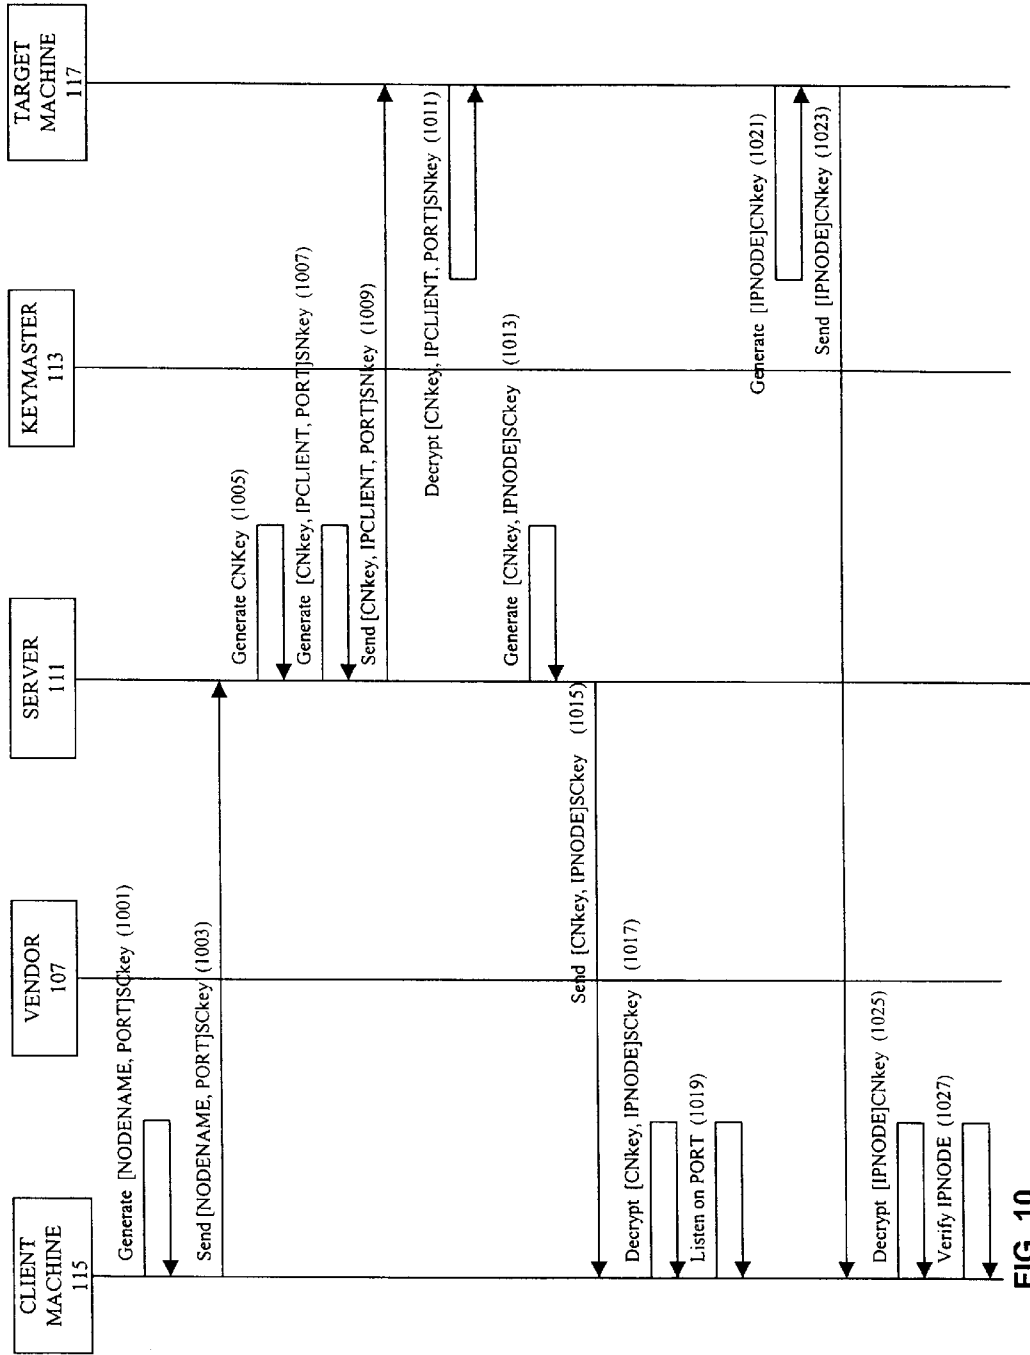 CLIENT
MACHINE
115
VENDOR
107
SERVER
111
KEYMASTER
113
TARGET
MACHINE
117
Generate [NODENAME, PORT]SCkey (1001)
Send [NODENAME, PORT]SCkey (1003)
Generate CNKey (1005)
Generate [CNkey, IPCLIENT, PORT]SNkey (1007)
Send [CNkey, IPCLIENT, PORT]SNkey (1009)
Decrypt [CNkey, IPCLIENT, PORT]SNkey (1011)
Generate [CNkey, IPNODE]SCkey (1013)
Send [CNkey, IPNODE]SCkey (1015)
Decrypt [CNkey, IPNODE]SCkey (1017)
Listen on PORT (1019)
Generate [IPNODE]CNkey (1021)
Send [IPNODE]CNkey (1023)
Decrypt [IPNODE]CNkey (1025)
Verify IPNODE (1027)
FIG. 10